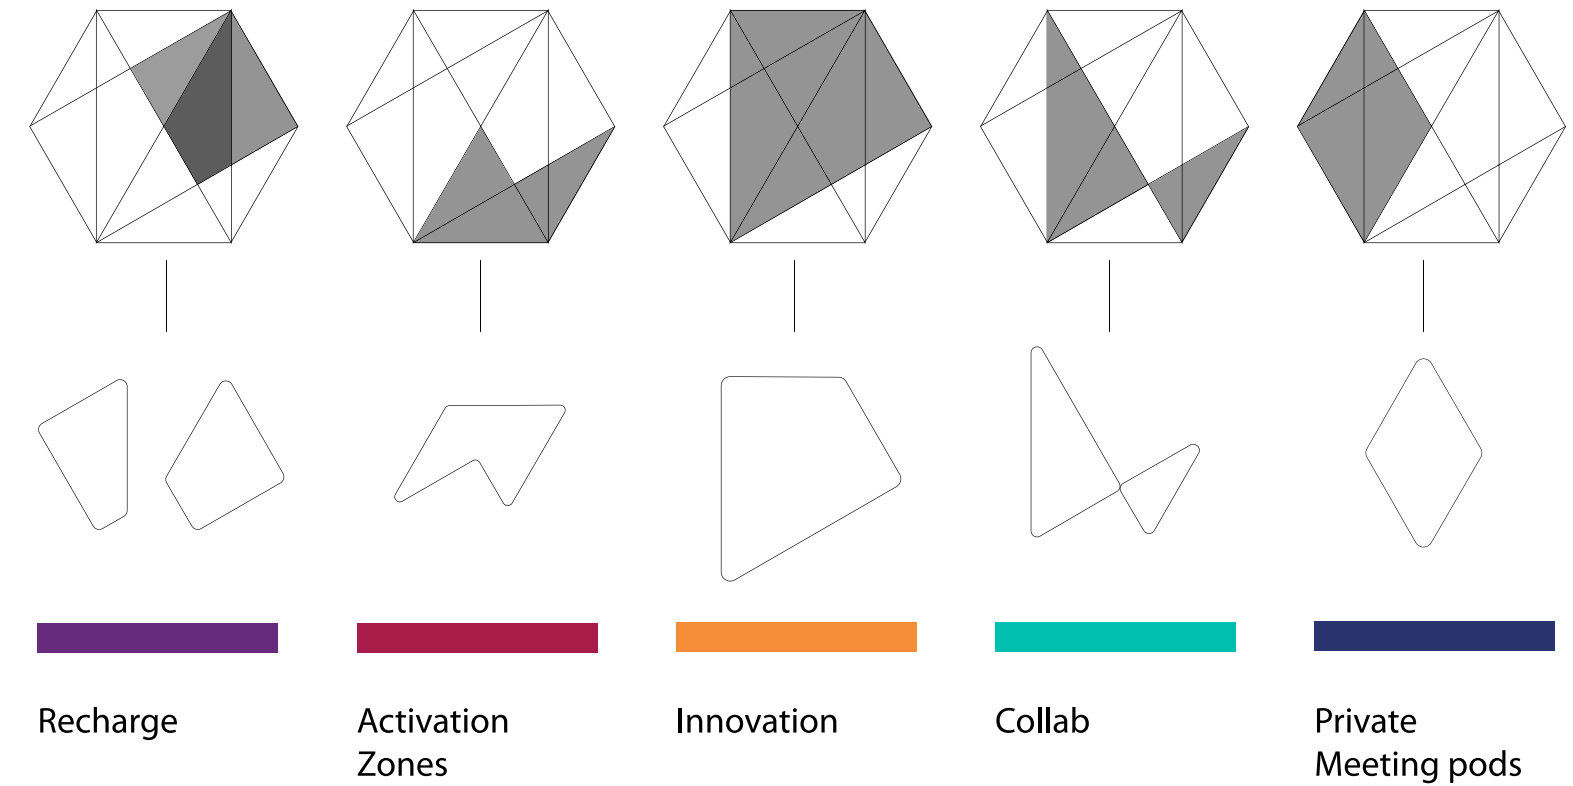 Recharge
Activation
Zones
Innovation
Collab
Private
Meeting pods